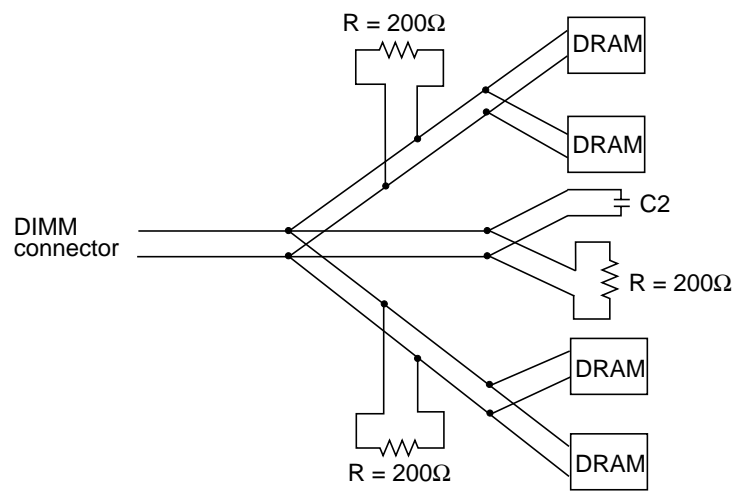 R = 200Ω
DRAM
DRAM
C2
DIMM
connector
R = 200Ω
DRAM
DRAM
R = 200Ω